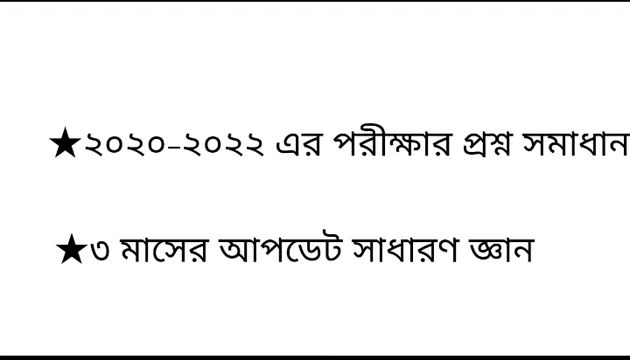 ★২০২০-২০২২ এর পরীক্ষার প্রশ্ন সমাধান
★৩ মাসের আপডেট সাধারণ জ্ঞান